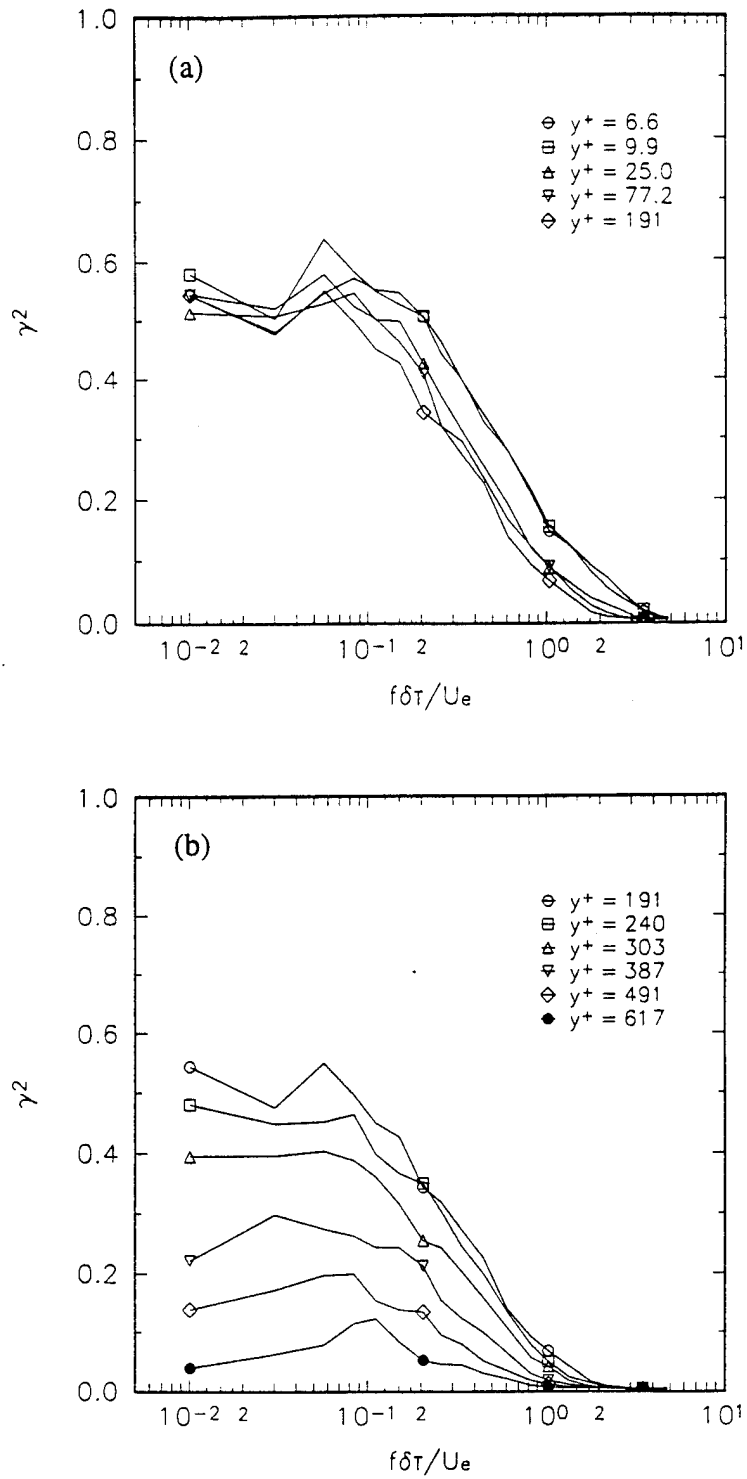 (a)
1.0
0.8
0.6
0.4
0.2
0.0
γ²
y⁺ = 6.6
y⁺ = 9.9
y⁺ = 25.0
y⁺ = 77.2
y⁺ = 191
10⁻² 2 10⁻¹ 2 10⁰ 2 10¹
fδT/Ue
(b)
1.0
0.8
0.6
0.4
0.2
0.0
γ²
y⁺ = 191
y⁺ = 240
y⁺ = 303
y⁺ = 387
y⁺ = 491
y⁺ = 617
10⁻² 2 10⁻¹ 2 10⁰ 2 10¹
fδT/Ue